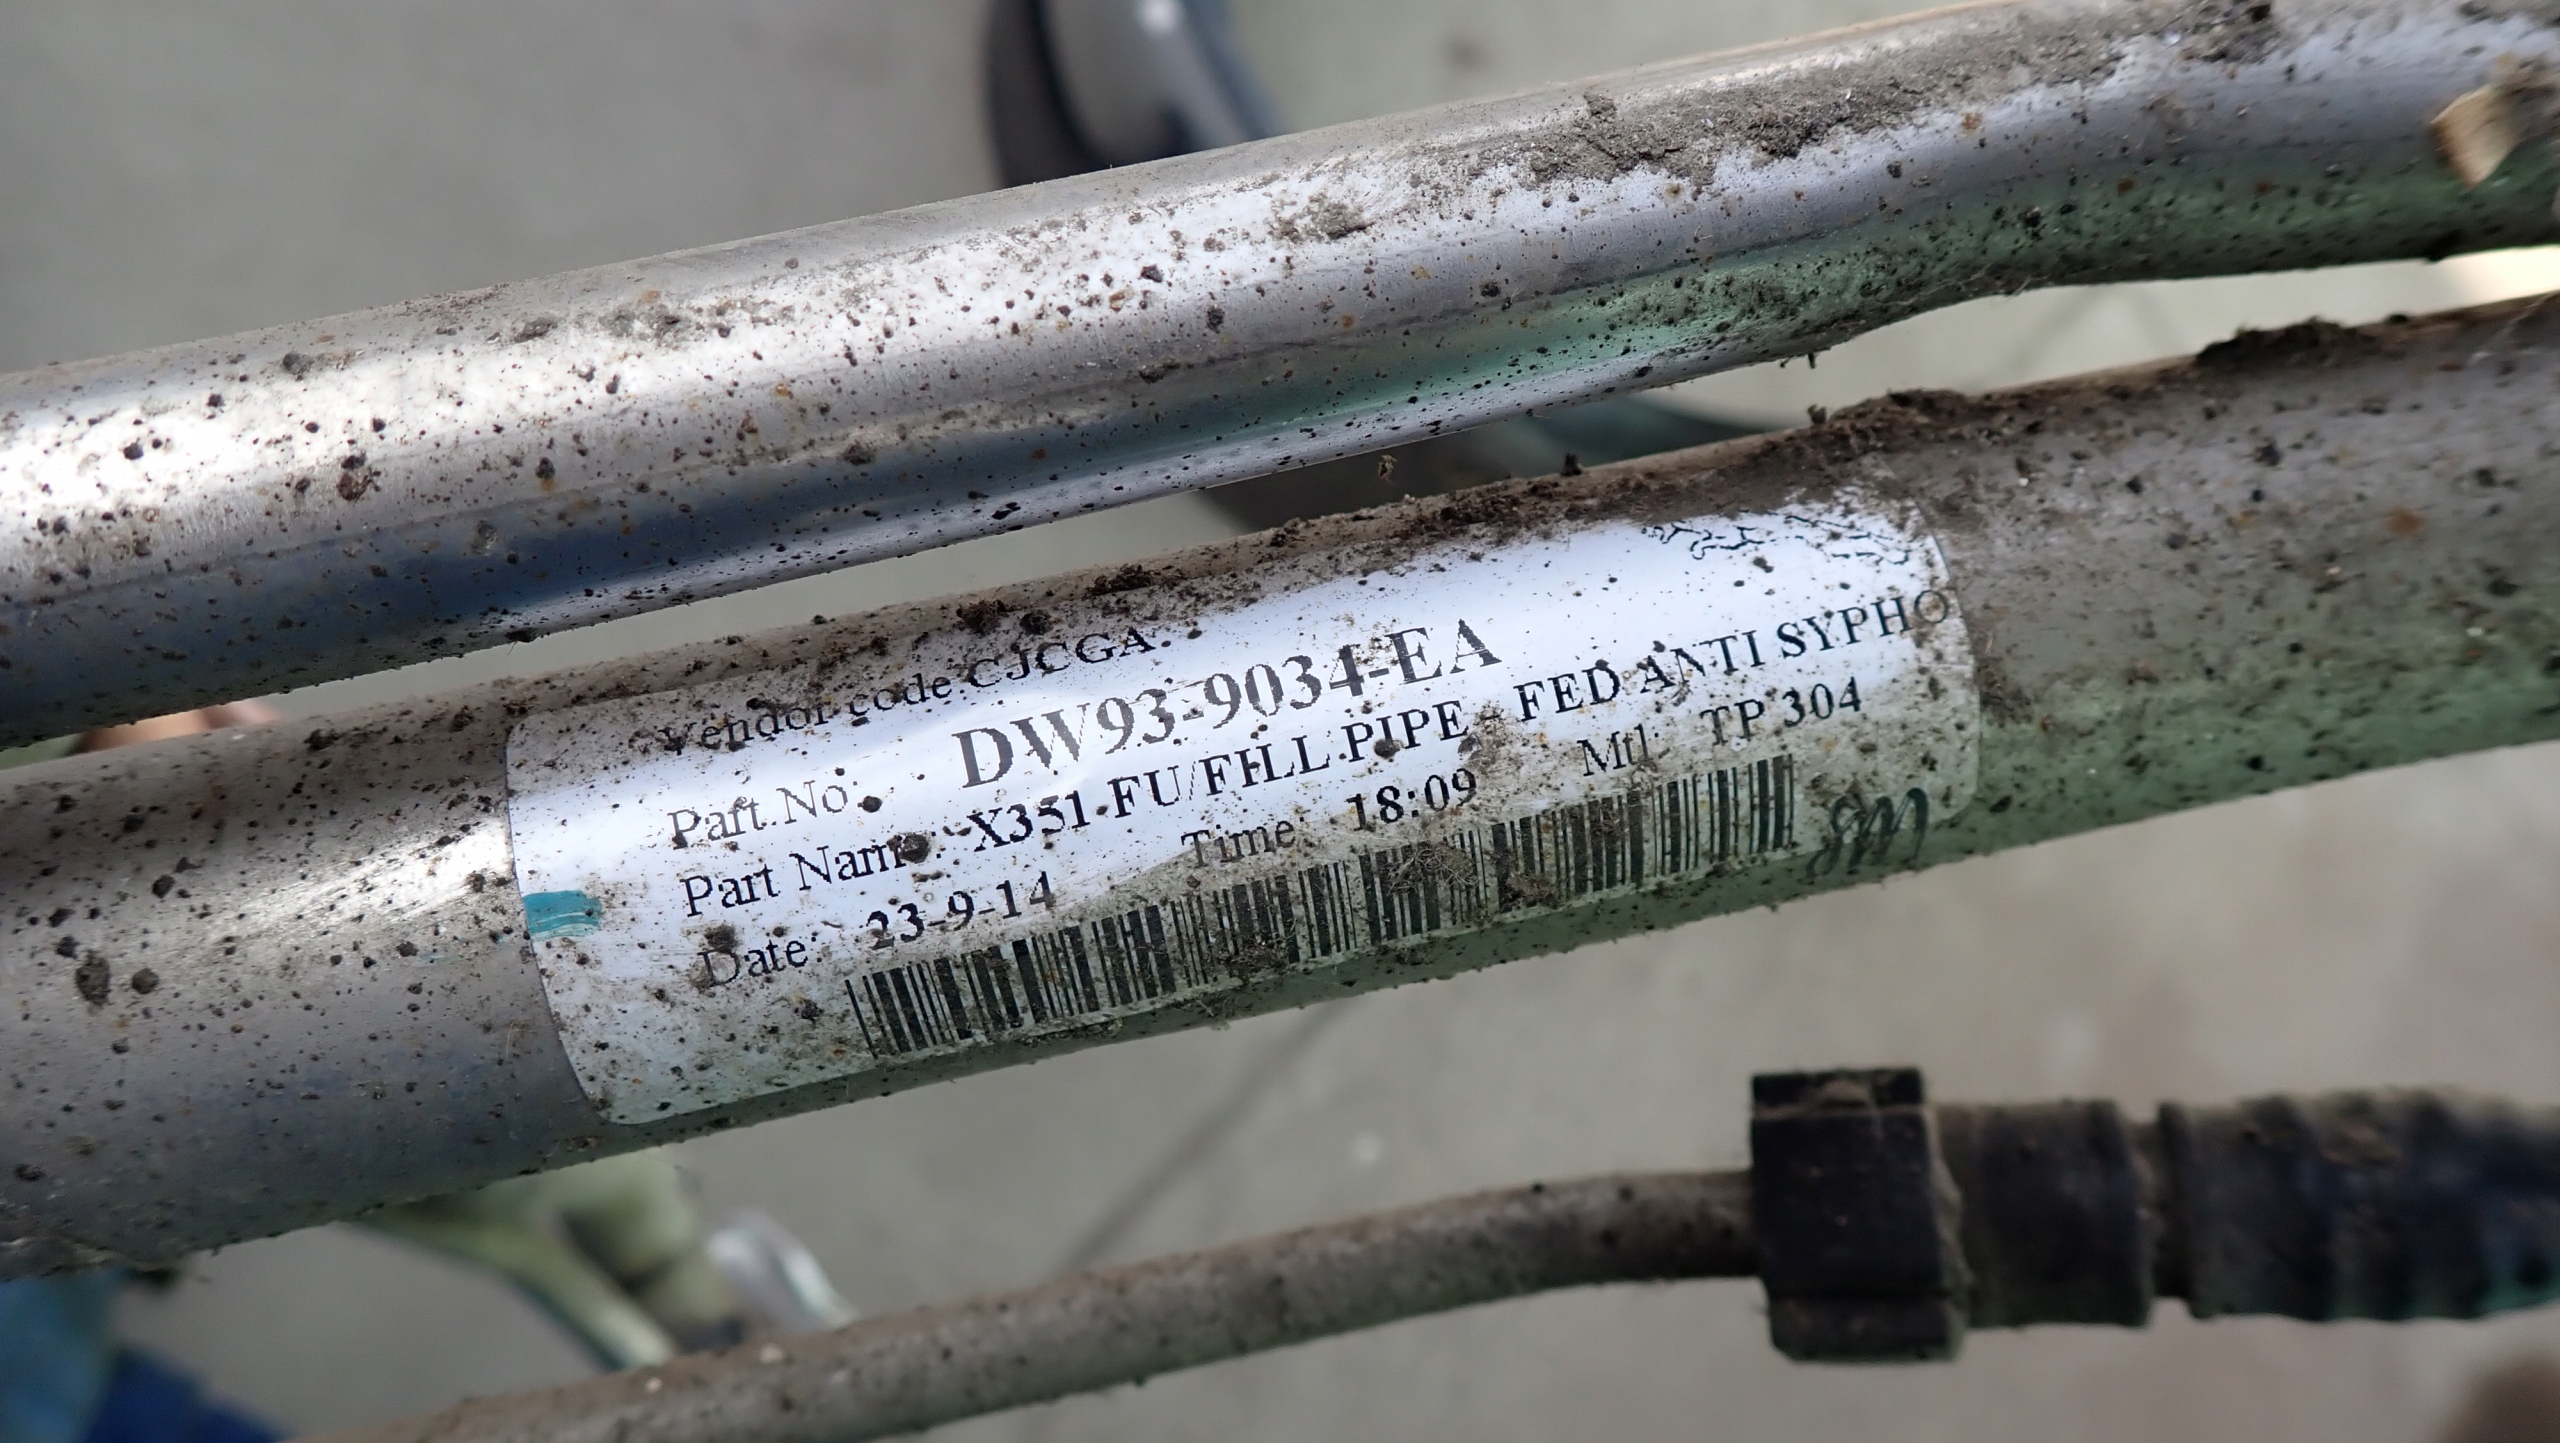 Vendor code:CJCGA
Part No: DW93-9034-EA
Part Name: X351 FU/FILL PIPE - FED ANTI SYPHO
Date: 23-9-14 Time: 18:09 Mtl: TP 304